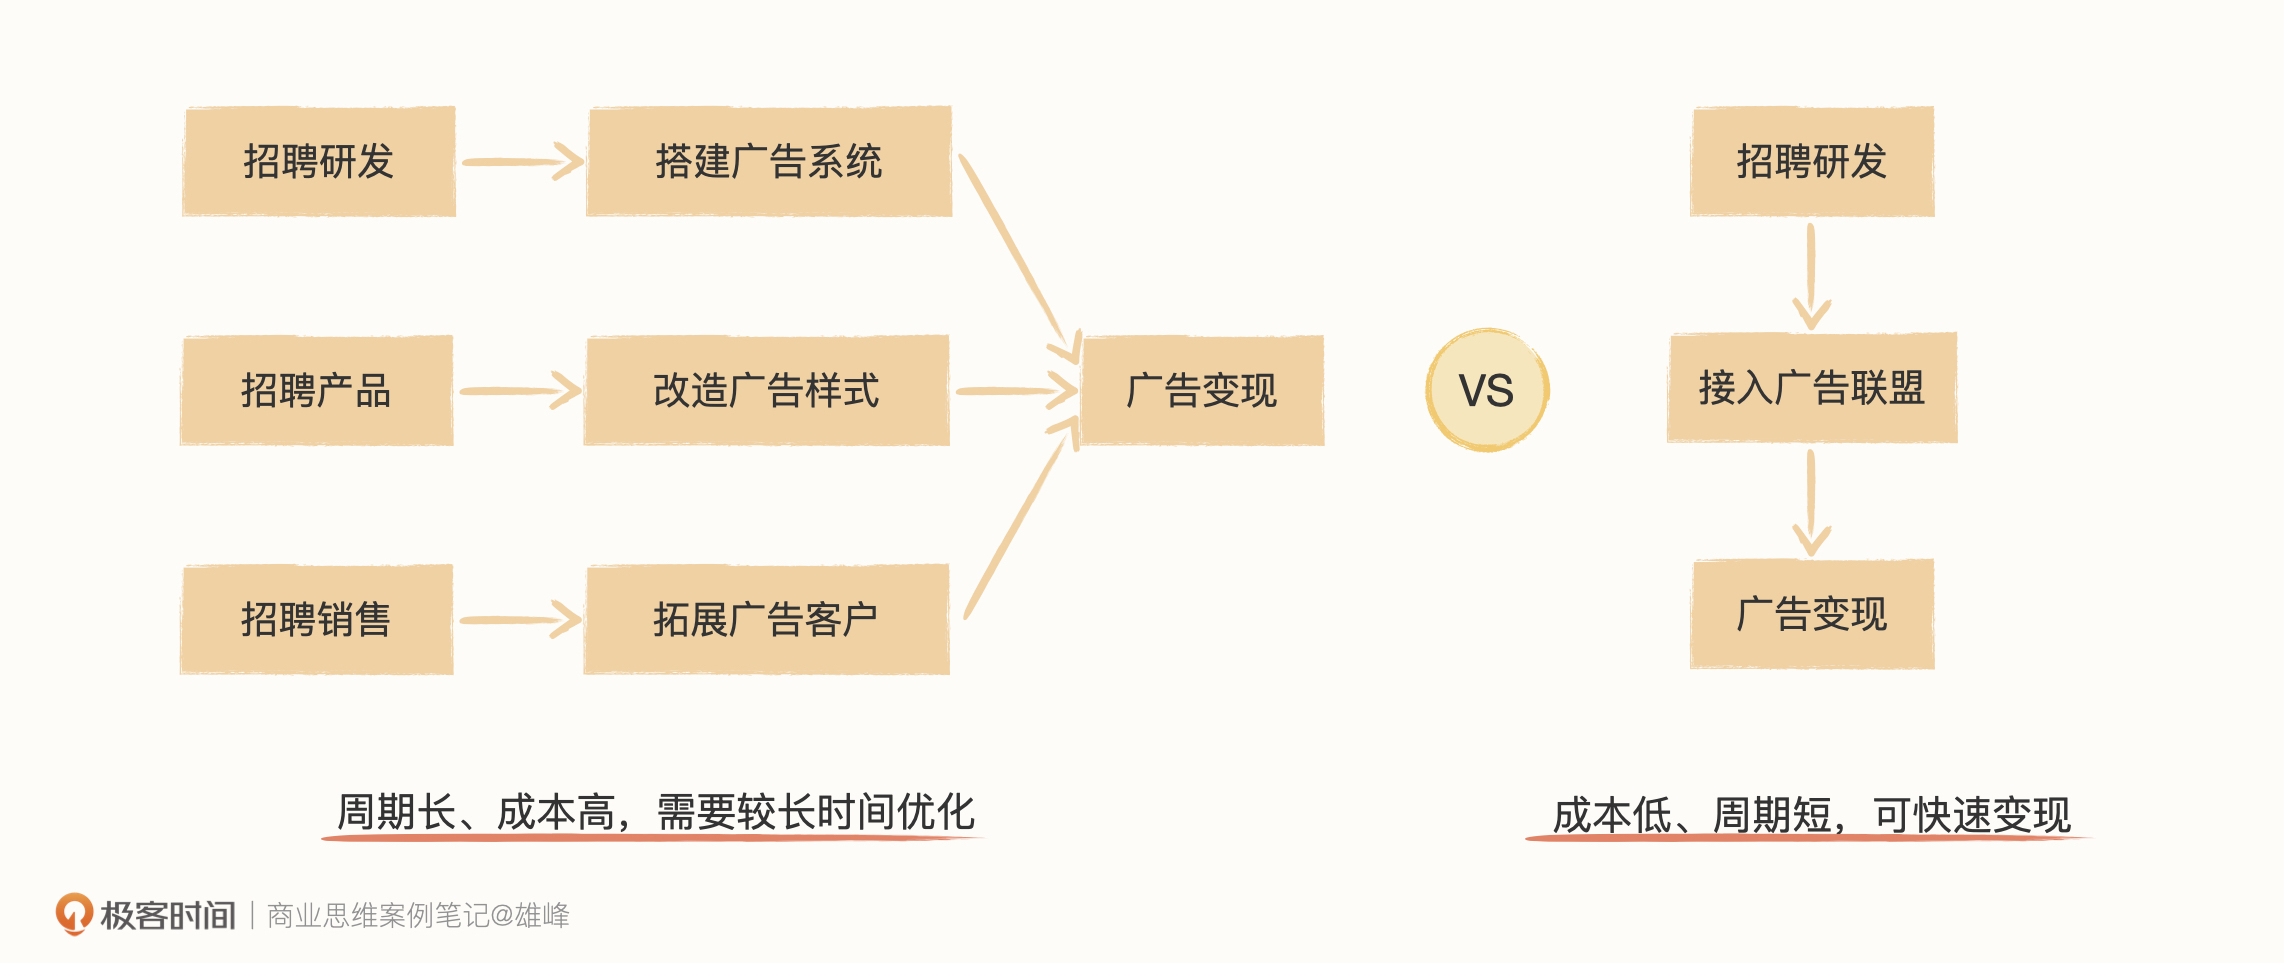 招聘研发
搭建广告系统
招聘产品
改造广告样式
广告变现
招聘销售
拓展广告客户
周期长、成本高，需要较长时间优化
VS
招聘研发
接入广告联盟
广告变现
成本低、周期短，可快速变现
极客时间 | 商业思维案例笔记@雄峰